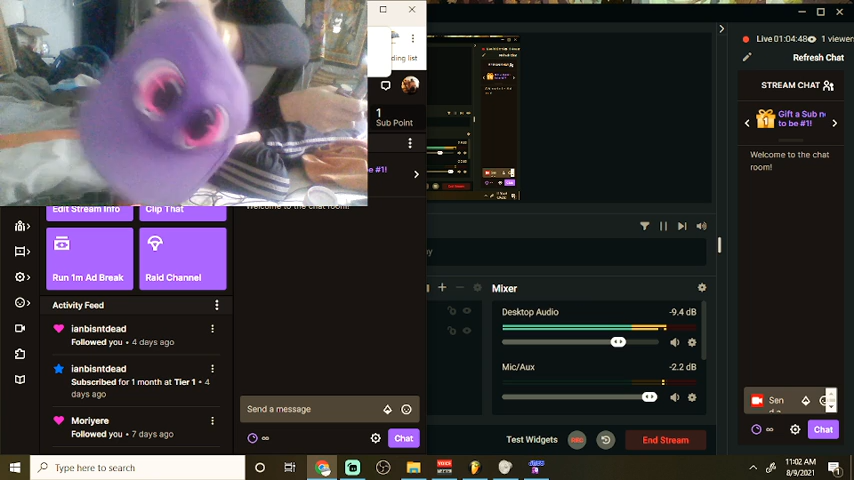 ding list
1
Sub Point
#1!
Edit Stream Info
Clip That
Welcome to the chat room!
Run 1m Ad Break
Raid Channel
Activity Feed
ianbisntdead
Followed you • 4 days ago
ianbisntdead
Subscribed for 1 month at Tier 1 • 4
days ago
Moriyere
Followed you • 7 days ago
Send a message
Chat
Mixer
Desktop Audio
-9.4 dB
Mic/Aux
-2.2 dB
Test Widgets
REC
End Stream
Live 01:04:48
1 viewers
Refresh Chat
STREAM CHAT
Gift a Sub n
to be #1!
Welcome to the chat
room!
Sen
Chat
Type here to search
11:02 AM
8/9/2021